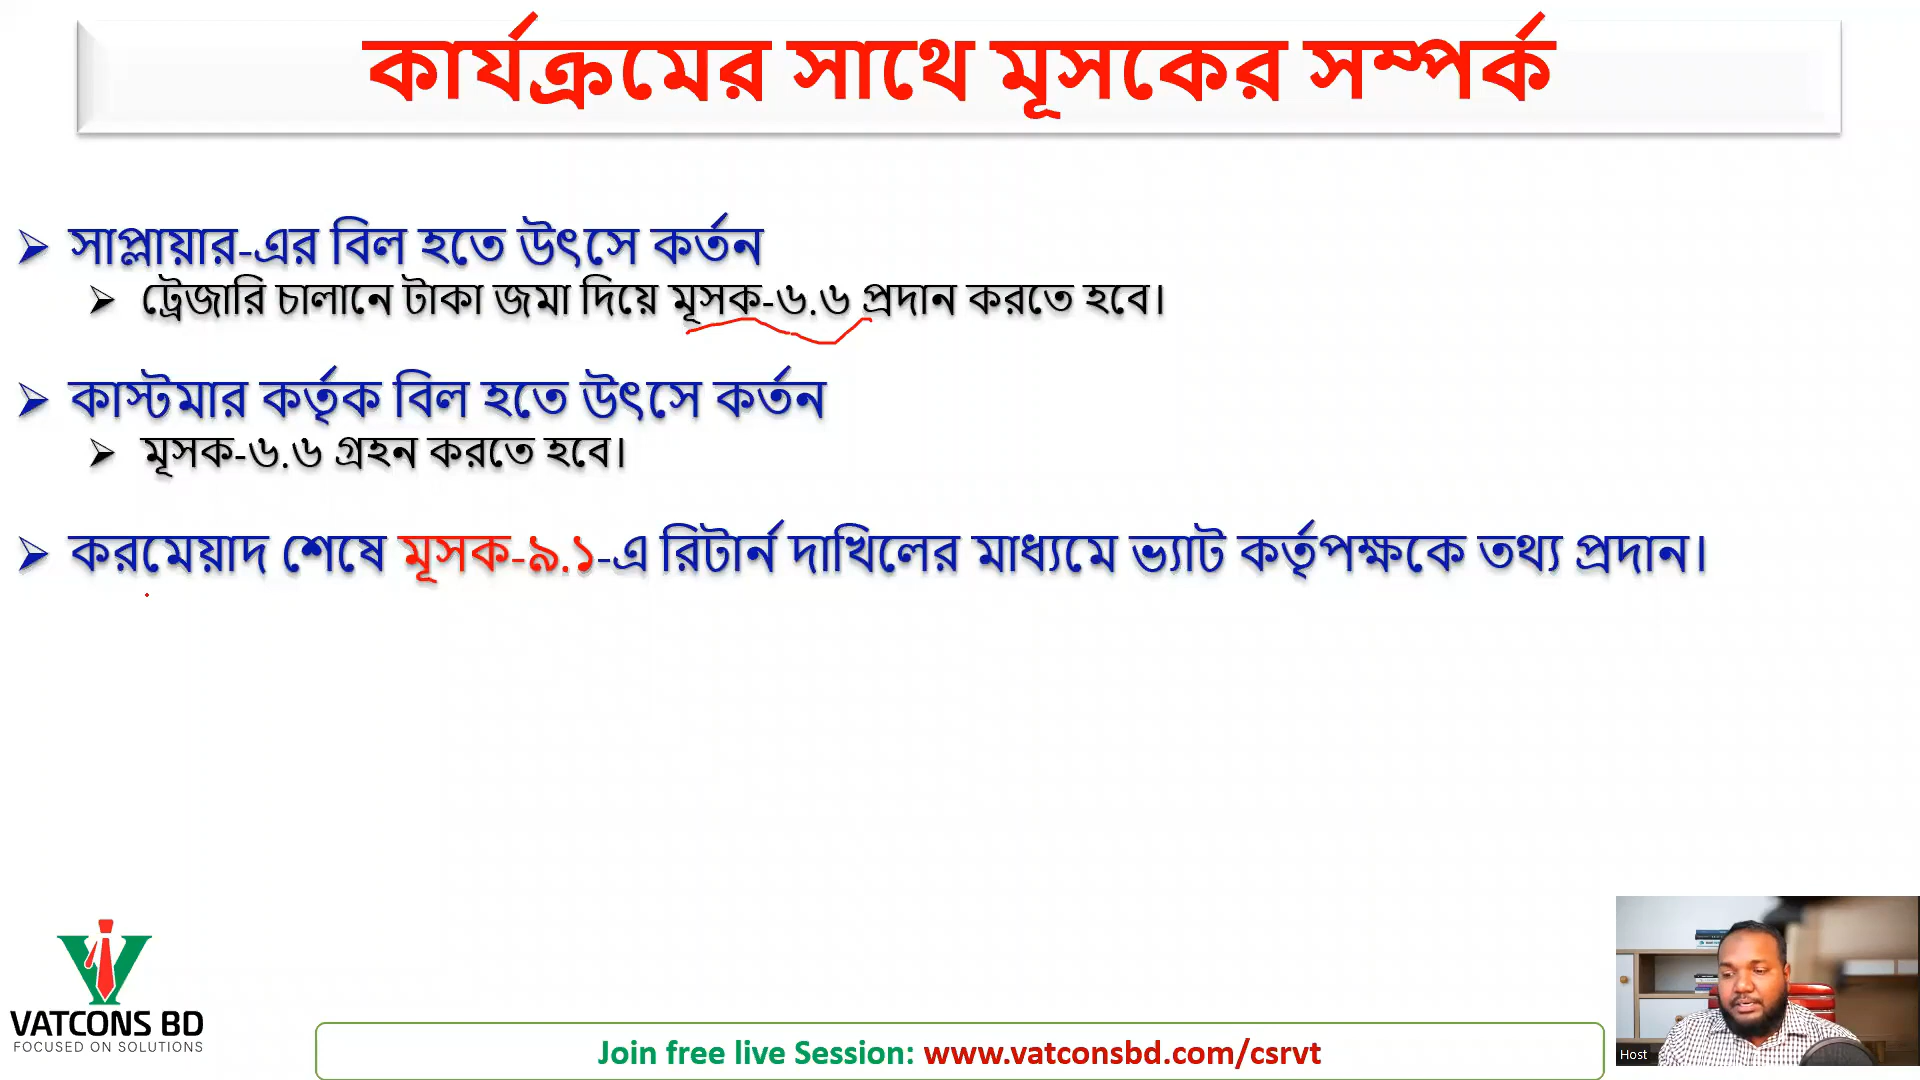 কার্যক্রমের সাথে মূসকের সম্পর্ক
সাপ্লায়ার-এর বিল হতে উৎসে কর্তন
ট্রেজারি চালানে টাকা জমা দিয়ে মূসক-৬.৬ প্রদান করতে হবে।
কাস্টমার কর্তৃক বিল হতে উৎসে কর্তন
মূসক-৬.৬ গ্রহন করতে হবে।
করমেয়াদ শেষে মূসক-৯.১-এ রিটার্ন দাখিলের মাধ্যমে ভ্যাট কর্তৃপক্ষকে তথ্য প্রদান।
VATCONS BD
FOCUSED ON SOLUTIONS
Join free live Session: www.vatconsbd.com/csrvt
Host